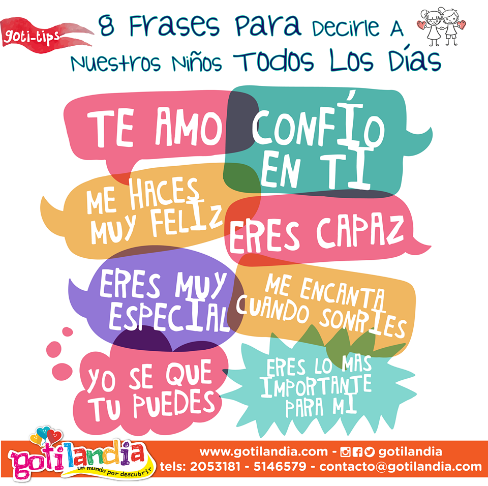 goti-tips
8 Frases Para Decirle A
Nuestros Niños Todos Los Días
TE AMO
CONFÍO
EN TI
ME HACES
MUY FELIZ
ERES CAPAZ
ERES MUY
ESPECIAL
ME ENCANTA
CUANDO SONRIES
YO SE QUE
TU PUEDES
ERES LO MAS
IMPORTANTE
PARA MI
gotilandia
un mundo por descubrir
www.gotilandia.com - gotilandia
tels: 2053181 - 5146579 - contacto@gotilandia.com